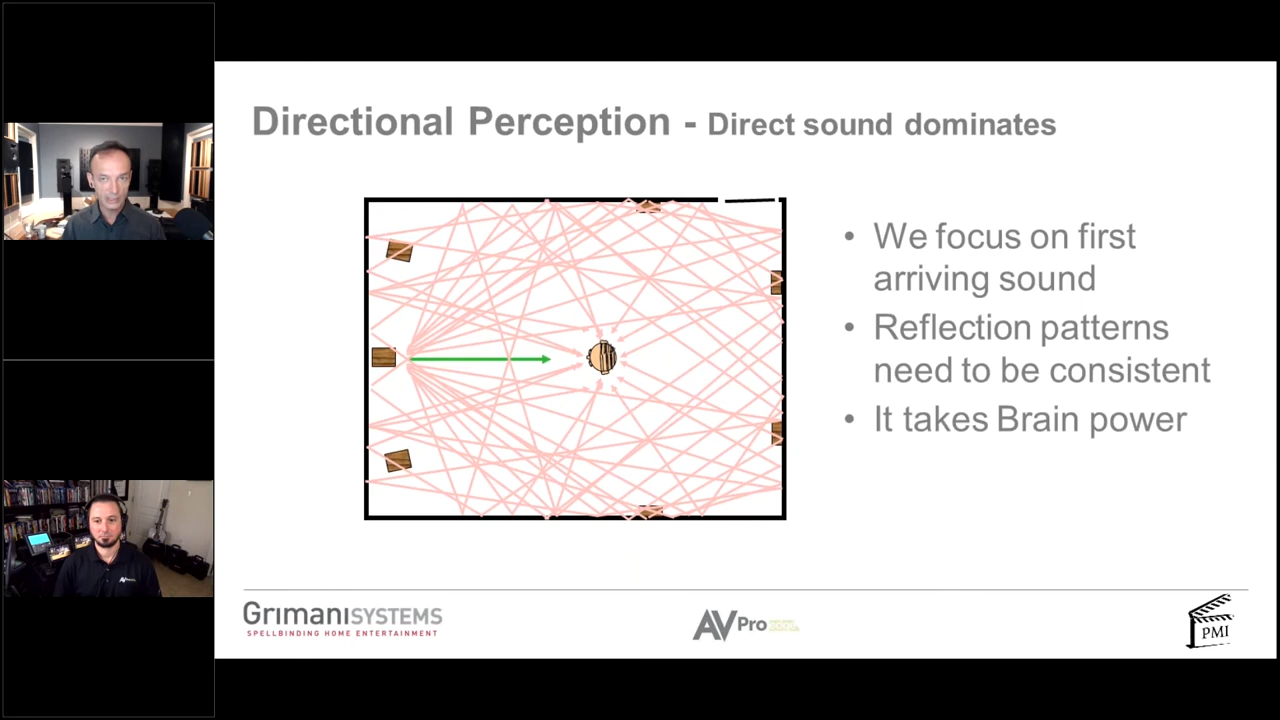 Directional Perception - Direct sound dominates
• We focus on first
arriving sound
• Reflection patterns
need to be consistent
• It takes Brain power
GrimaniSYSTEMS
SPELLBINDING HOME ENTERTAINMENT
AVPro
PMI